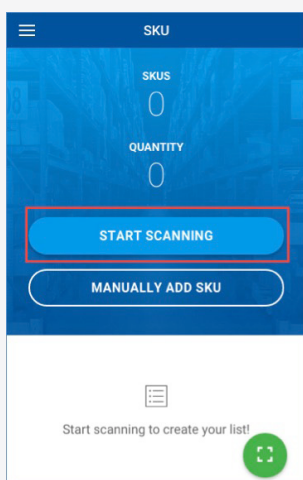 SKU
SKUS
0
QUANTITY
0
START SCANNING
MANUALLY ADD SKU
Start scanning to create your list!